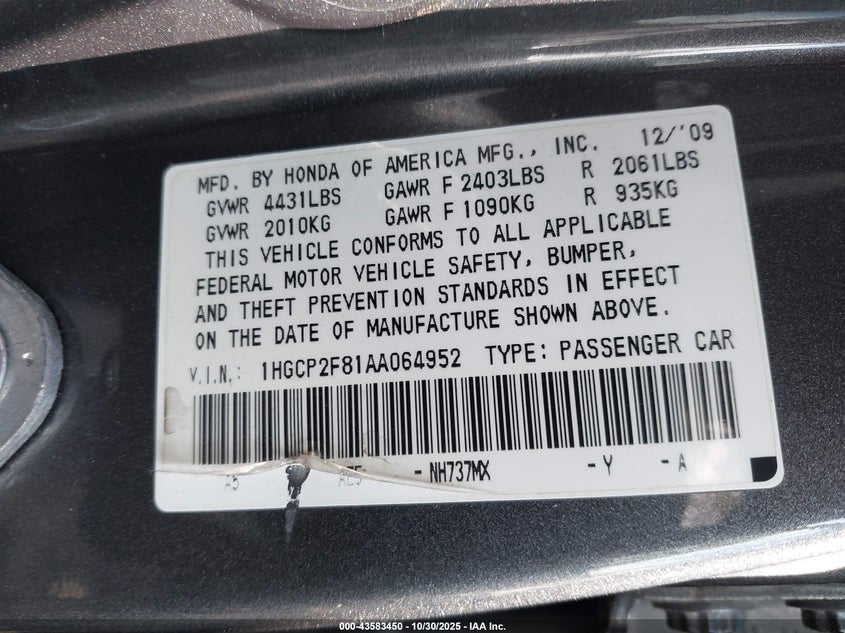 MFD. BY HONDA OF AMERICA MFG., INC. 12/'09
GVWR 4431LBS GAWR F 2403LBS R 2061LBS
GVWR 2010KG GAWR F 1090KG R 935KG
THIS VEHICLE CONFORMS TO ALL APPLICABLE
FEDERAL MOTOR VEHICLE SAFETY, BUMPER,
AND THEFT PREVENTION STANDARDS IN EFFECT
ON THE DATE OF MANUFACTURE SHOWN ABOVE.
V.I.N.: 1HGCP2F81AA064952 TYPE: PASSENGER CAR
A5 - NH737MX - Y - A
000-43583450 - 10/30/2025 - IAA Inc.